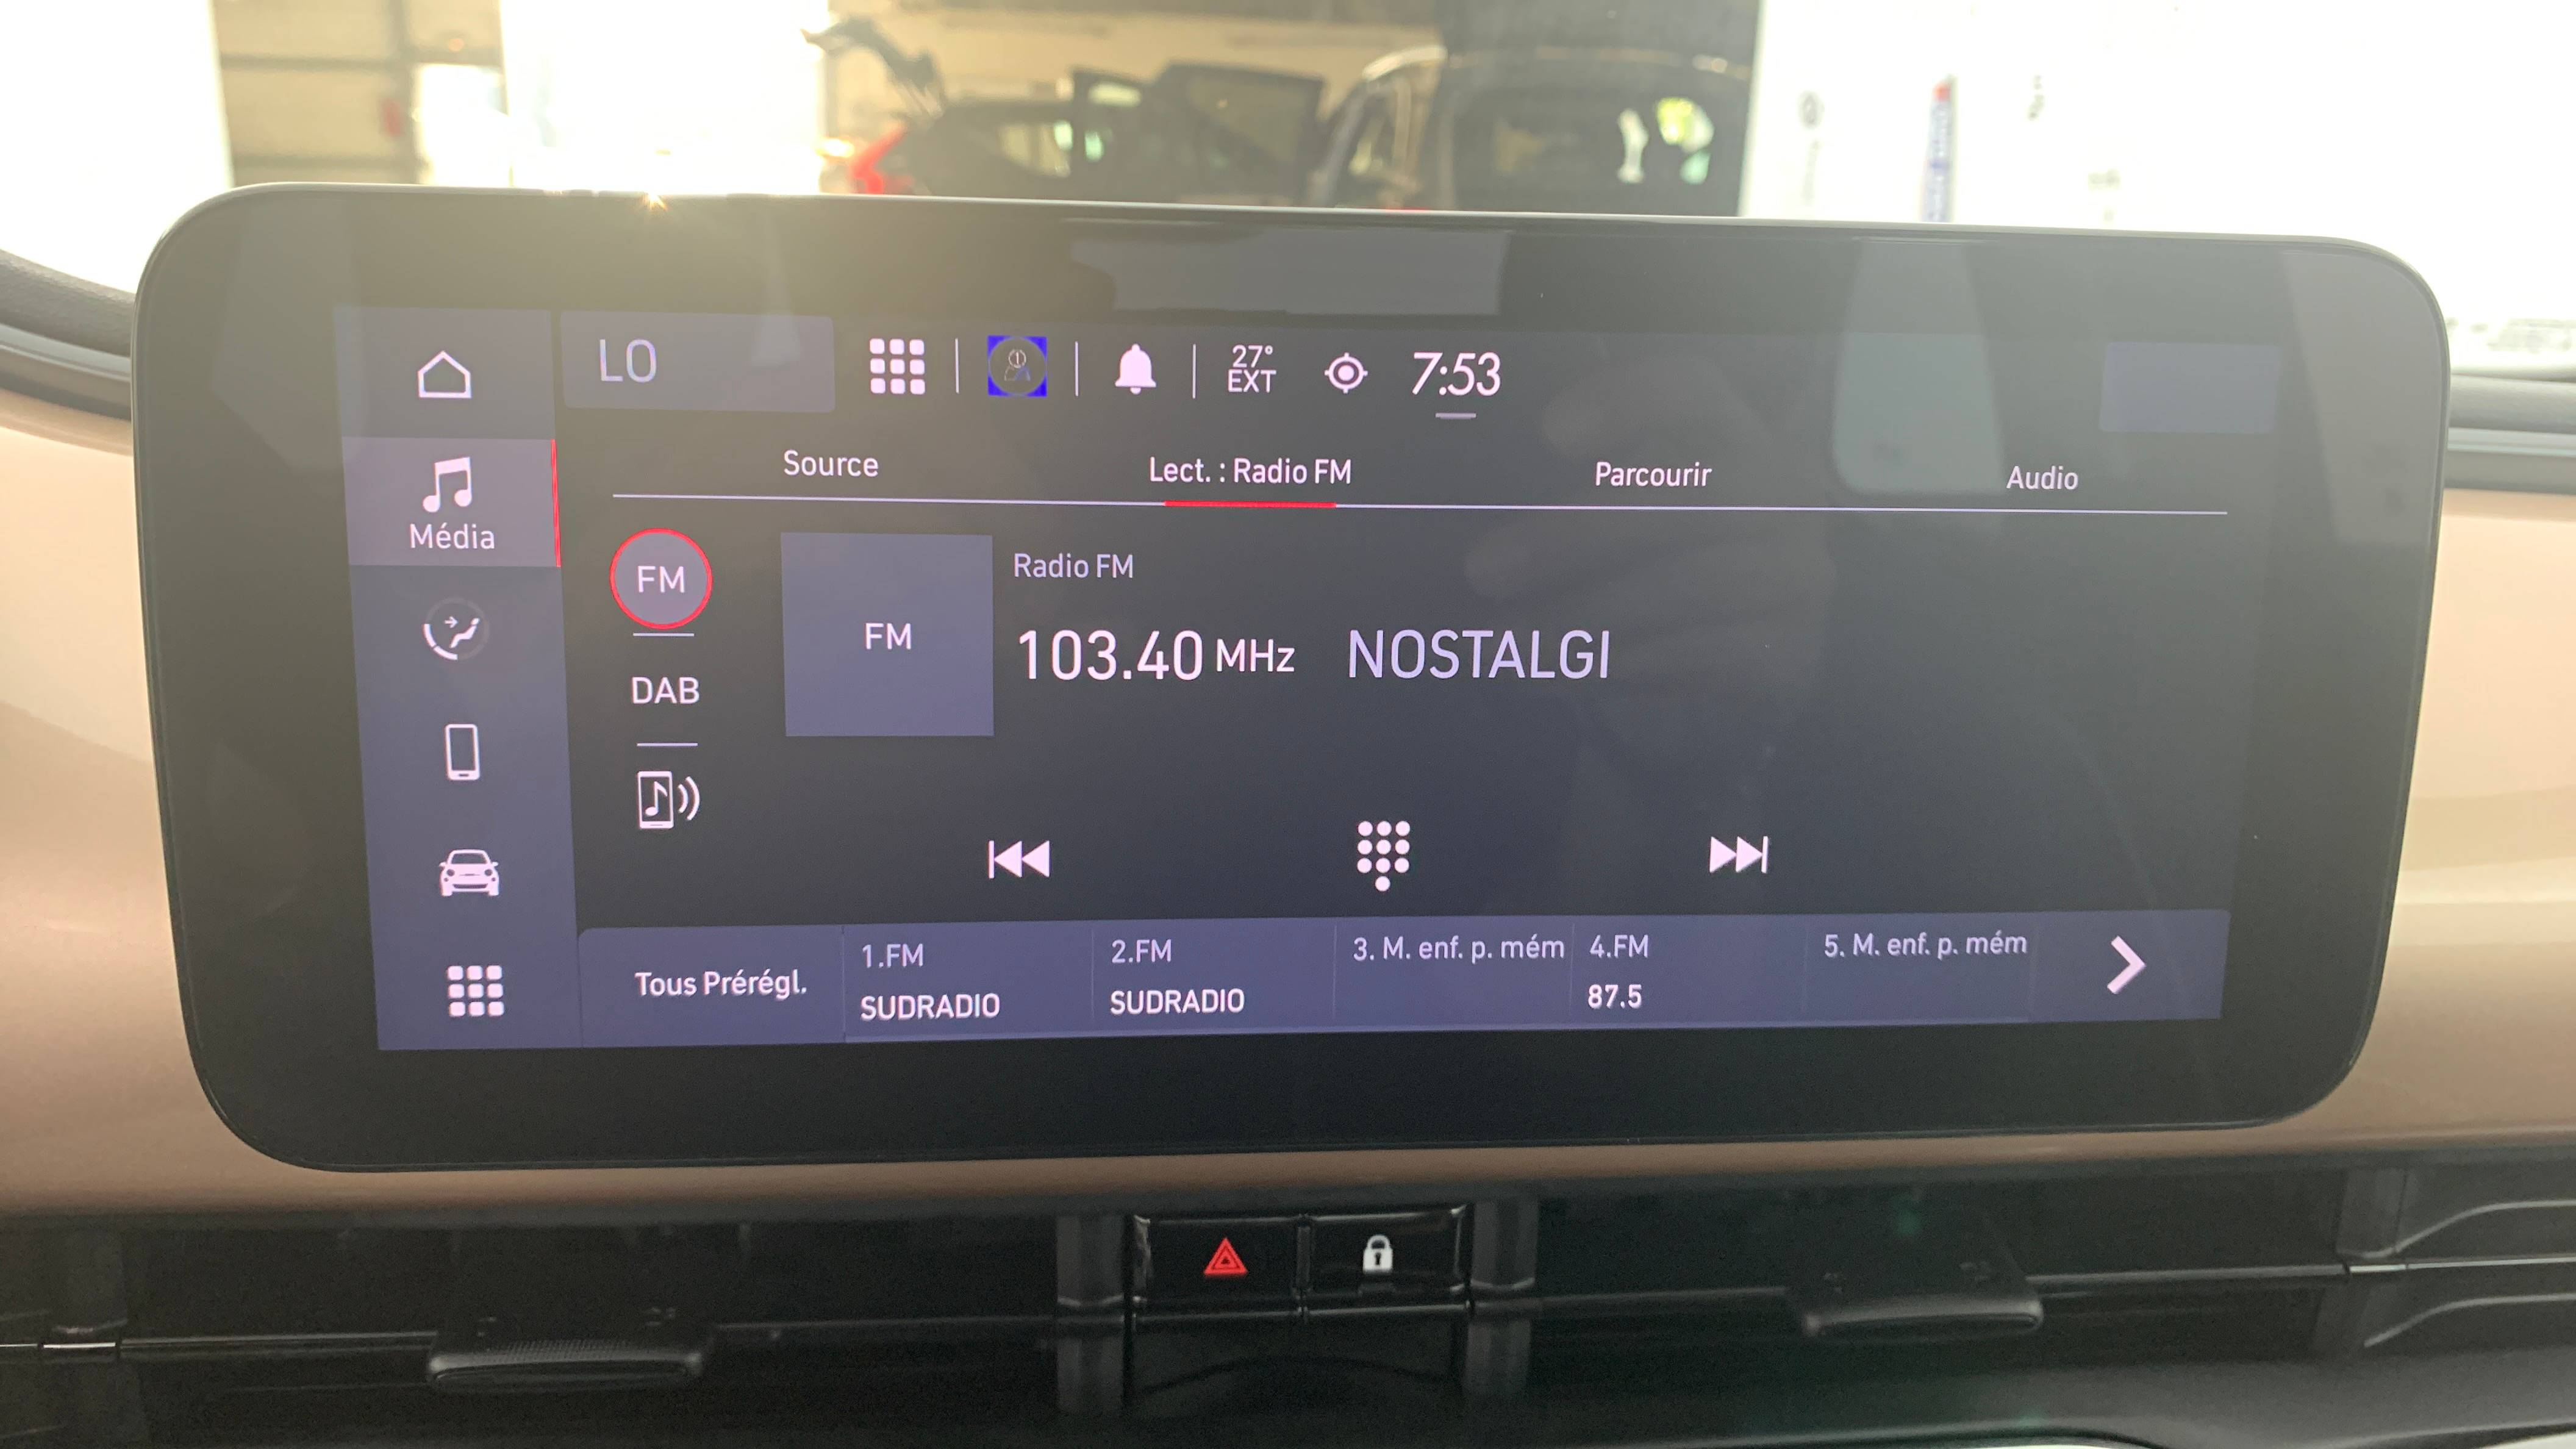 LO
27°
EXT
7:53
Source
Lect. : Radio FM
Parcourir
Audio
Média
FM
FM
Radio FM
103.40 MHz NOSTALGI
DAB
Tous Prérégl.
1.FM
SUDRADIO
2.FM
SUDRADIO
3. M. enf. p. mém
4.FM
87.5
5. M. enf. p. mém